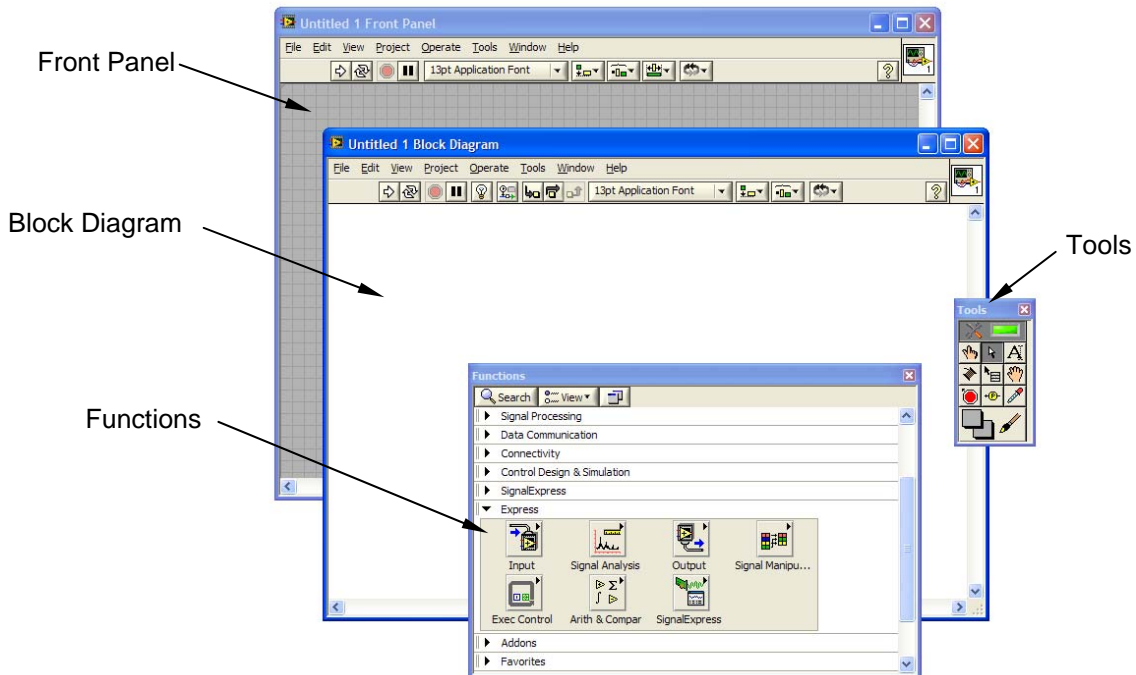 Untitled 1 Front Panel
File Edit View Project Operate Tools Window Help
Front Panel
13pt Application Font
1
Untitled 1 Block Diagram
File Edit View Project Operate Tools Window Help
13pt Application Font
1
Block Diagram
Tools
Tools
Functions
Search View
Functions
Signal Processing
Data Communication
Connectivity
Control Design & Simulation
SignalExpress
Express
Input Signal Analysis Output Signal Manipu...
Exec Control Arith & Compar SignalExpress
Addons
Favorites